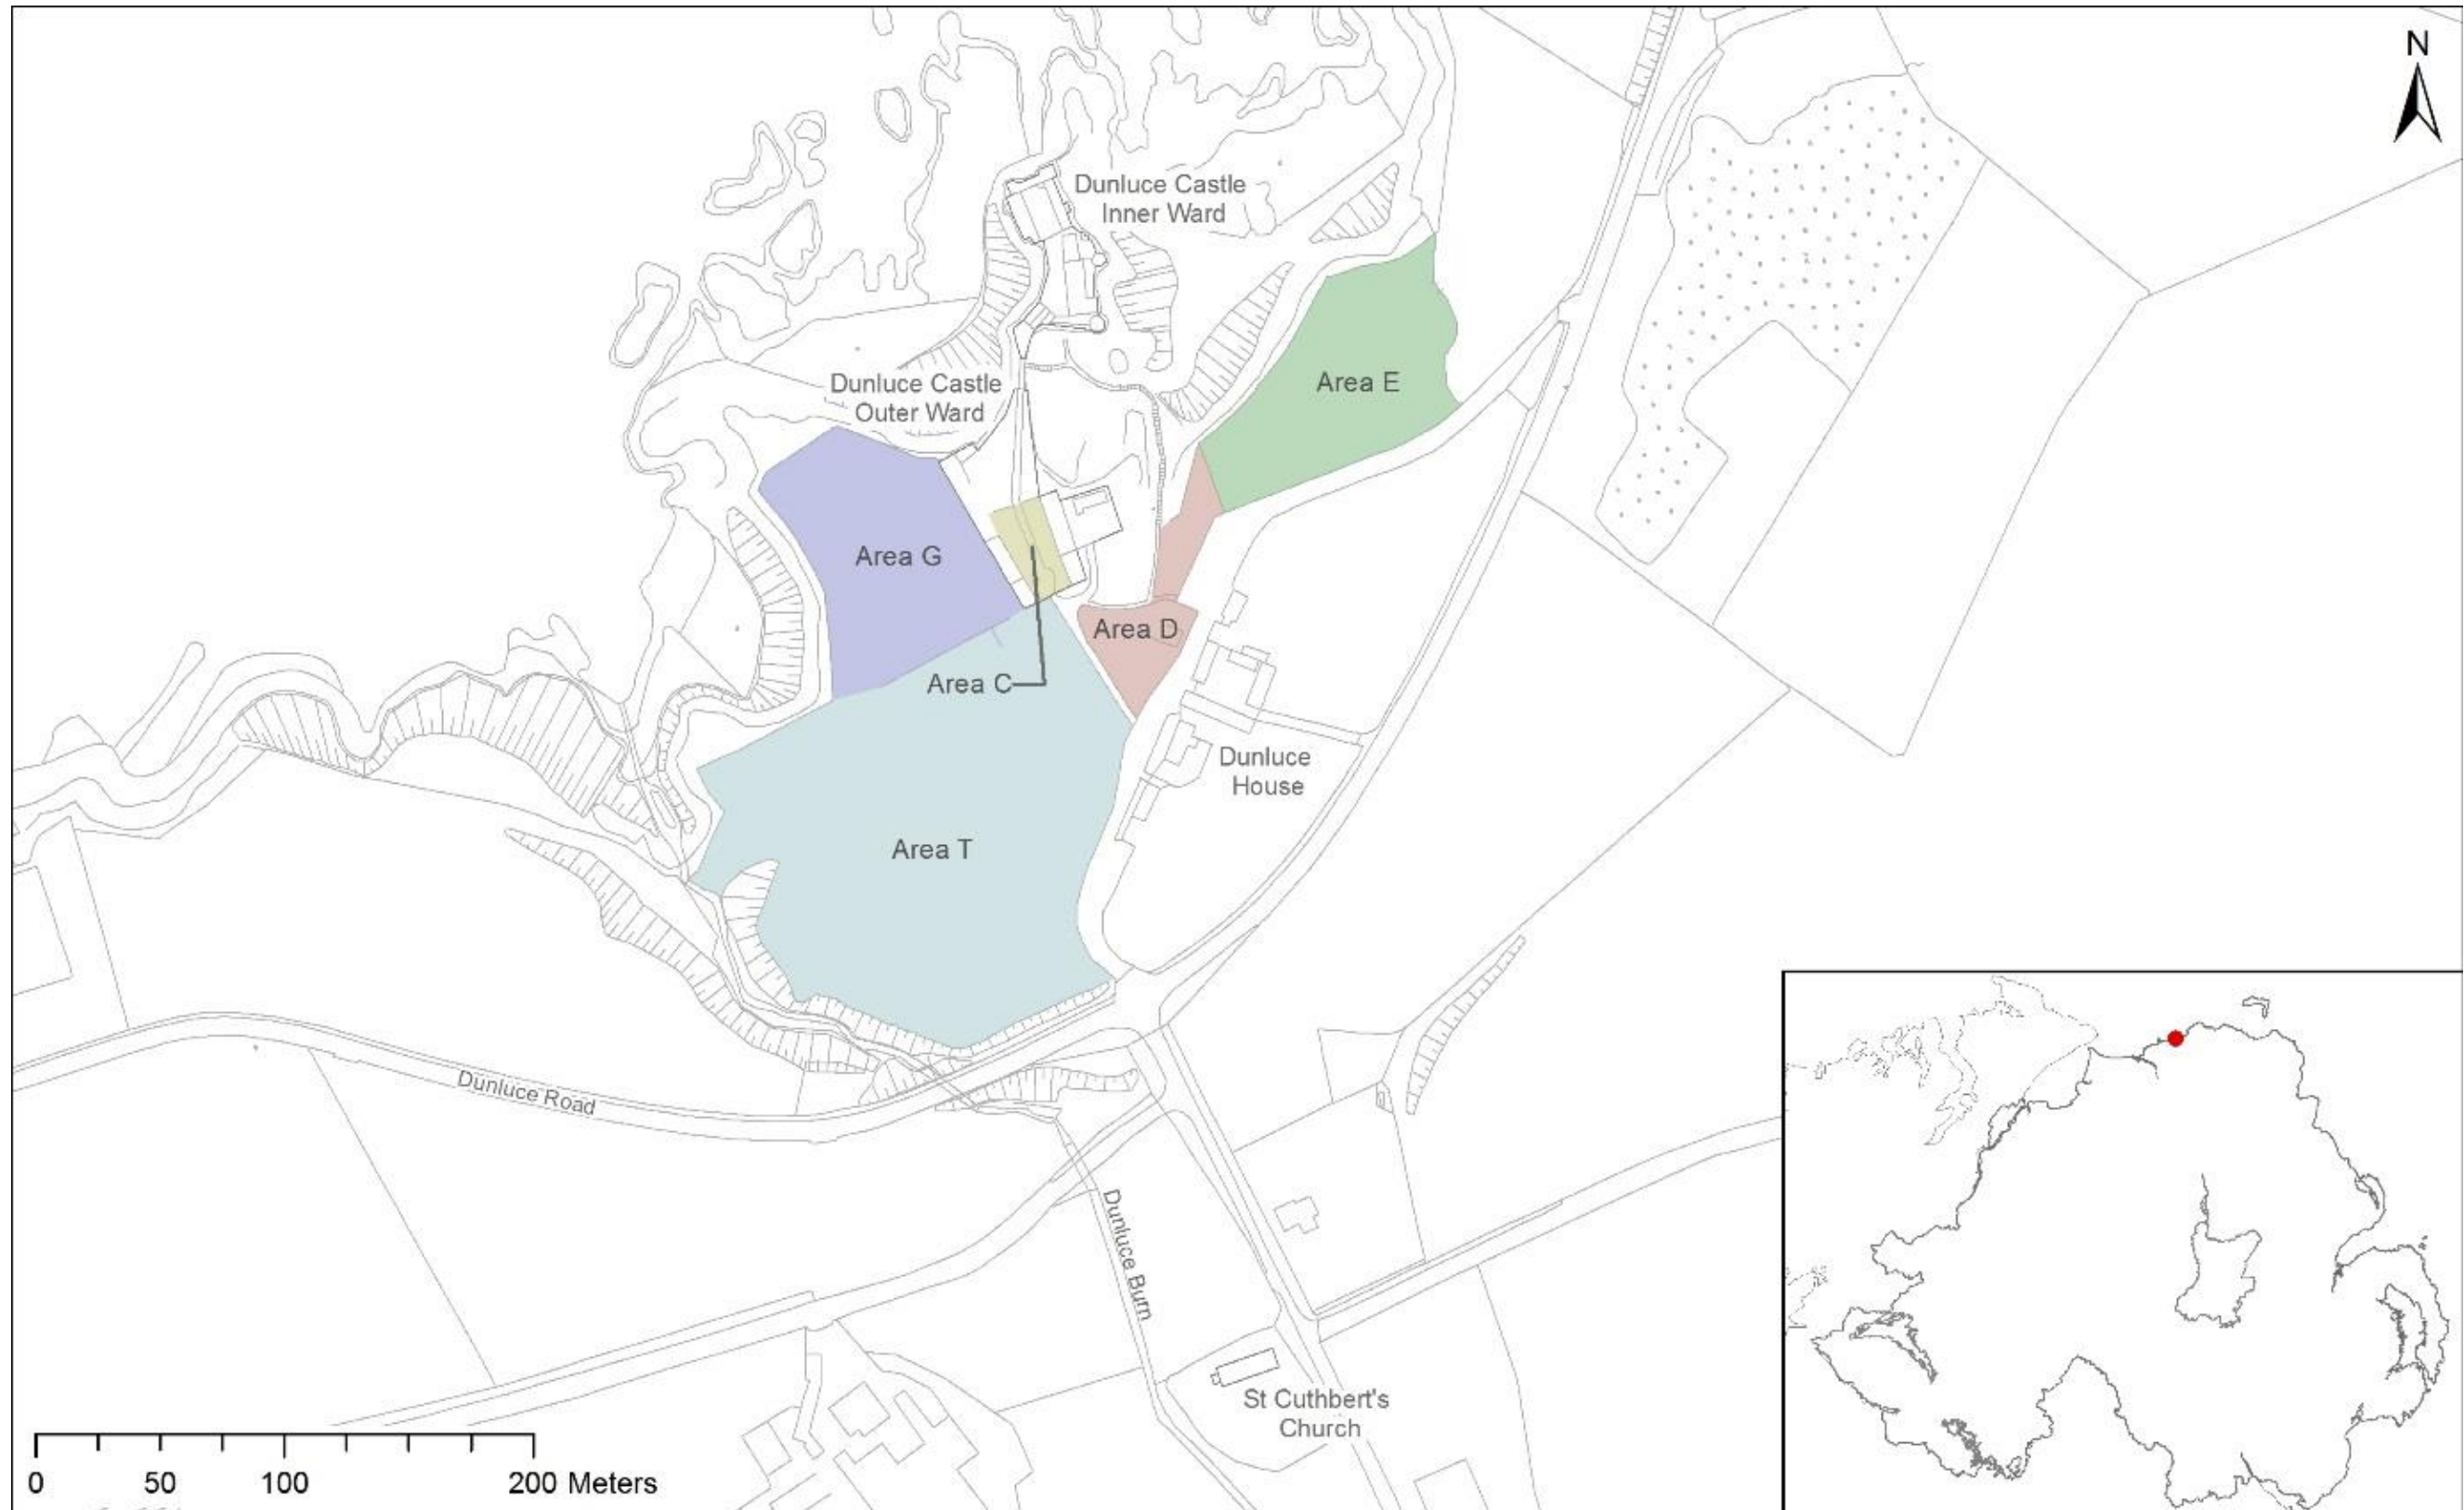 N
Dunluce Castle
Inner Ward
Dunluce Castle
Outer Ward
Area E
Area G
Area D
Area C
Dunluce
House
Area T
Dunluce Road
Dunluce Burn
St Cuthbert's
Church
0 50 100 200 Meters